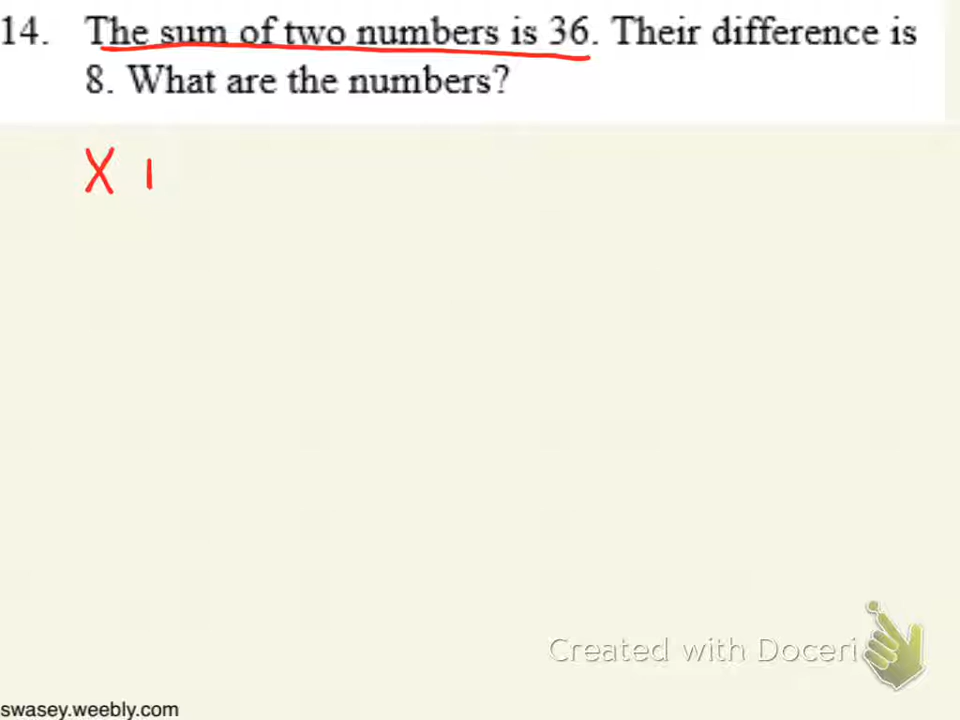 14. The sum of two numbers is 36. Their difference is
8. What are the numbers?
X
Created with Doceri
swasey.weebly.com